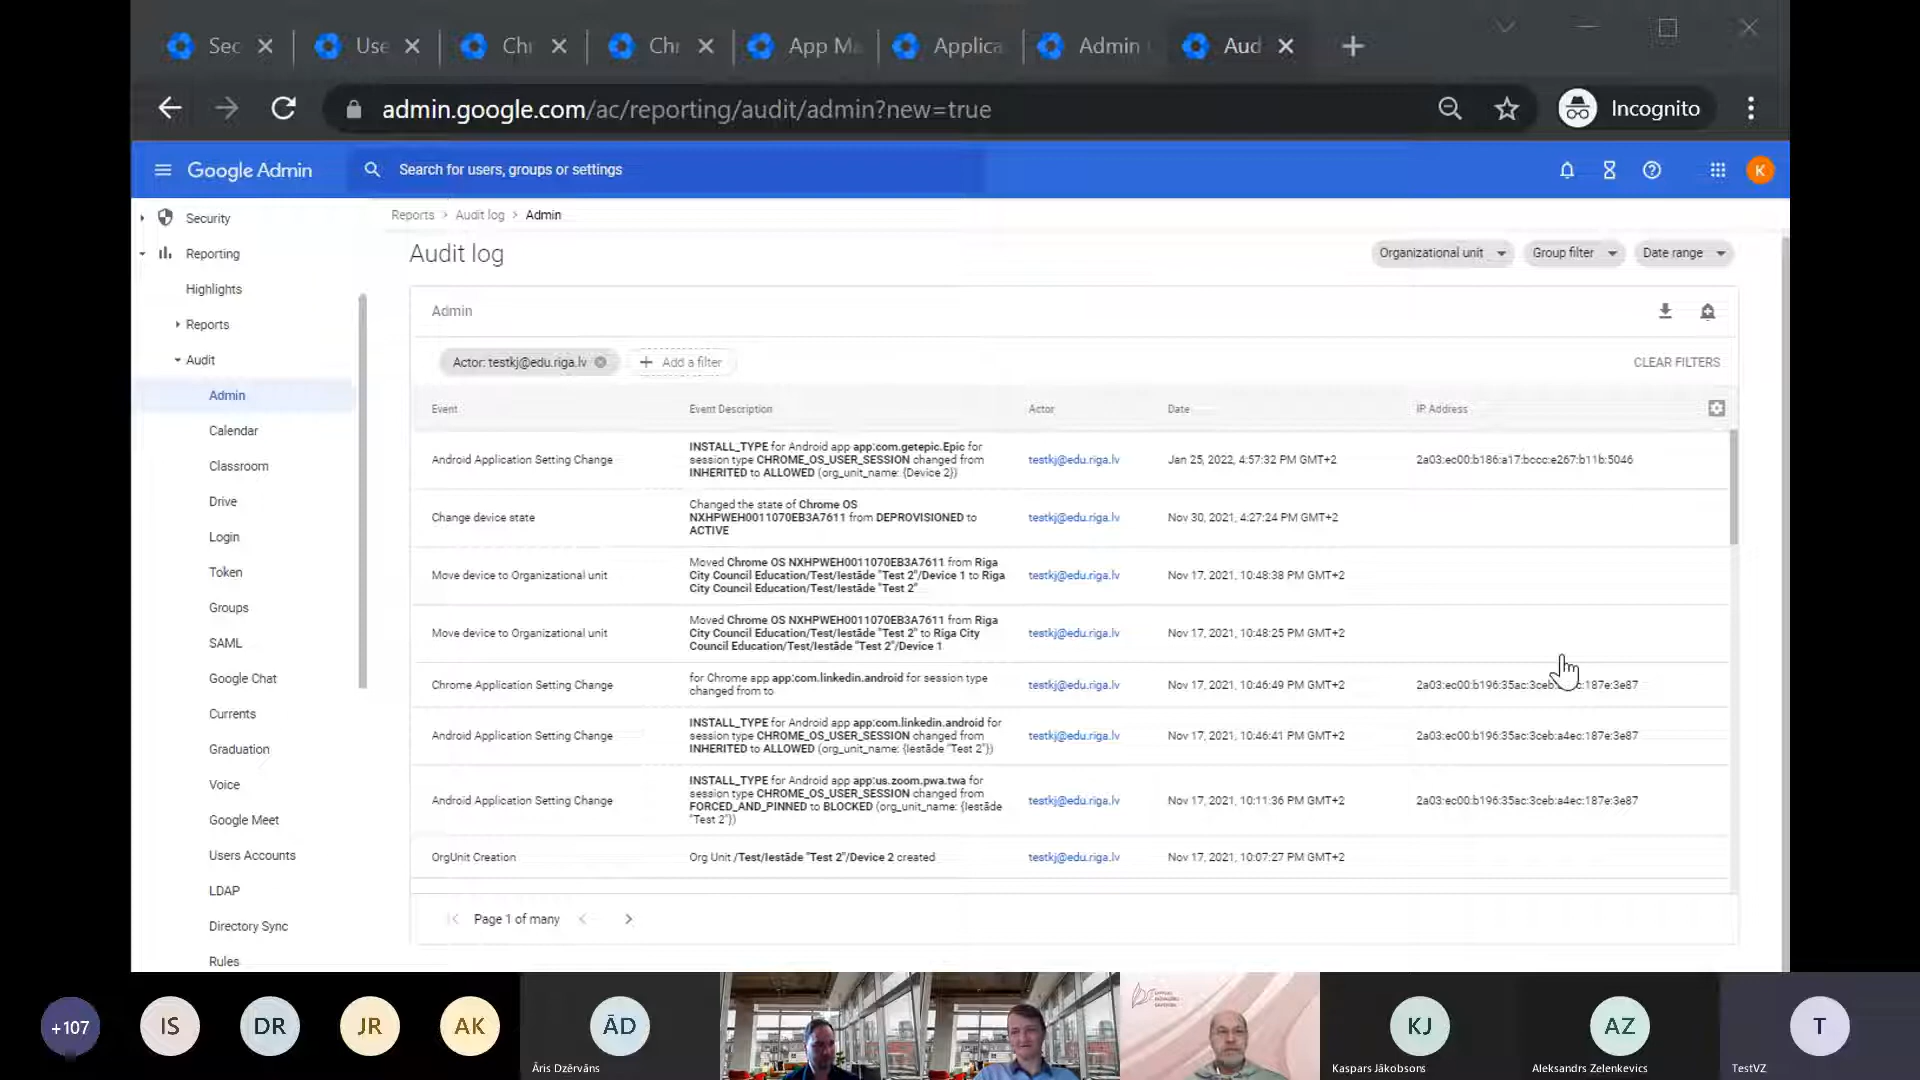 Sec
Use
Ch
Ch
App Ma
Applica
Admin
Aud
admin.google.com/ac/reporting/audit/admin?new=true
Incognito
Google Admin
Search for users, groups or settings
K
Security
Reporting
Highlights
Reports
Audit
Admin
Calendar
Classroom
Drive
Login
Token
Groups
SAML
Google Chat
Currents
Graduation
Voice
Google Meet
Users Accounts
LDAP
Directory Sync
Rules
Reports > Audit log > Admin
Audit log
Organizational unit
Group filter
Date range
Admin
Actor: testkj@edu.riga.lv
Add a filter
CLEAR FILTERS
Event Event Description Actor Date IP Address
INSTALL_TYPE for Android app app:com.getepic.Epic for
Android Application Setting Change session type CHROME_OS_USER_SESSION changed from testkj@edu.riga.lv Jan 25, 2022, 4:57:32 PM GMT+2 2a03:ec00:b186:a17:bccc:e267:b11b:5046
INHERITED to ALLOWED (org_unit_name: {Device 2})
Changed the state of Chrome OS
Change device state NXHPWEH0011070EB3A7611 from DEPROVISIONED to testkj@edu.riga.lv Nov 30, 2021, 4:27:24 PM GMT+2
ACTIVE
Moved Chrome OS NXHPWEH0011070EB3A7611 from Riga
Move device to Organizational unit City Council Education/Test/Iestāde "Test 2"/Device 1 to Riga testkj@edu.riga.lv Nov 17, 2021, 10:48:38 PM GMT+2
City Council Education/Test/Iestāde "Test 2"
Moved Chrome OS NXHPWEH0011070EB3A7611 from Riga
Move device to Organizational unit City Council Education/Test/Iestāde "Test 2" to Riga City testkj@edu.riga.lv Nov 17, 2021, 10:48:25 PM GMT+2
Council Education/Test/Iestāde "Test 2"/Device 1
for Chrome app app:com.linkedin.android for session type
Chrome Application Setting Change changed from to testkj@edu.riga.lv Nov 17, 2021, 10:46:49 PM GMT+2
INSTALL_TYPE for Android app app:com.linkedin.android for
Android Application Setting Change session type CHROME_OS_USER_SESSION changed from testkj@edu.riga.lv Nov 17, 2021, 10:46:41 PM GMT+2 2a03:ec00:b196:35ac:3ceb:a4ec:187e:3e87
INHERITED to ALLOWED (org_unit_name: {Iestāde "Test 2"})
INSTALL_TYPE for Android app app:us.zoom.pwa.twa for
session type CHROME_OS_USER_SESSION changed from
Android Application Setting Change FORCED_AND_PINNED to BLOCKED (org_unit_name: {Iestāde testkj@edu.riga.lv Nov 17, 2021, 10:11:36 PM GMT+2 2a03:ec00:b196:35ac:3ceb:a4ec:187e:3e87
"Test 2"})
OrgUnit Creation Org Unit /Test/Iestāde "Test 2"/Device 2 created testkj@edu.riga.lv Nov 17, 2021, 10:07:27 PM GMT+2
Page 1 of many
+107
IS
DR
JR
AK
ĀD
Āris Dzērvāns
KJ
Kaspars Jākobsons
AZ
Aleksandrs Zelenkevics
T
TestVZ